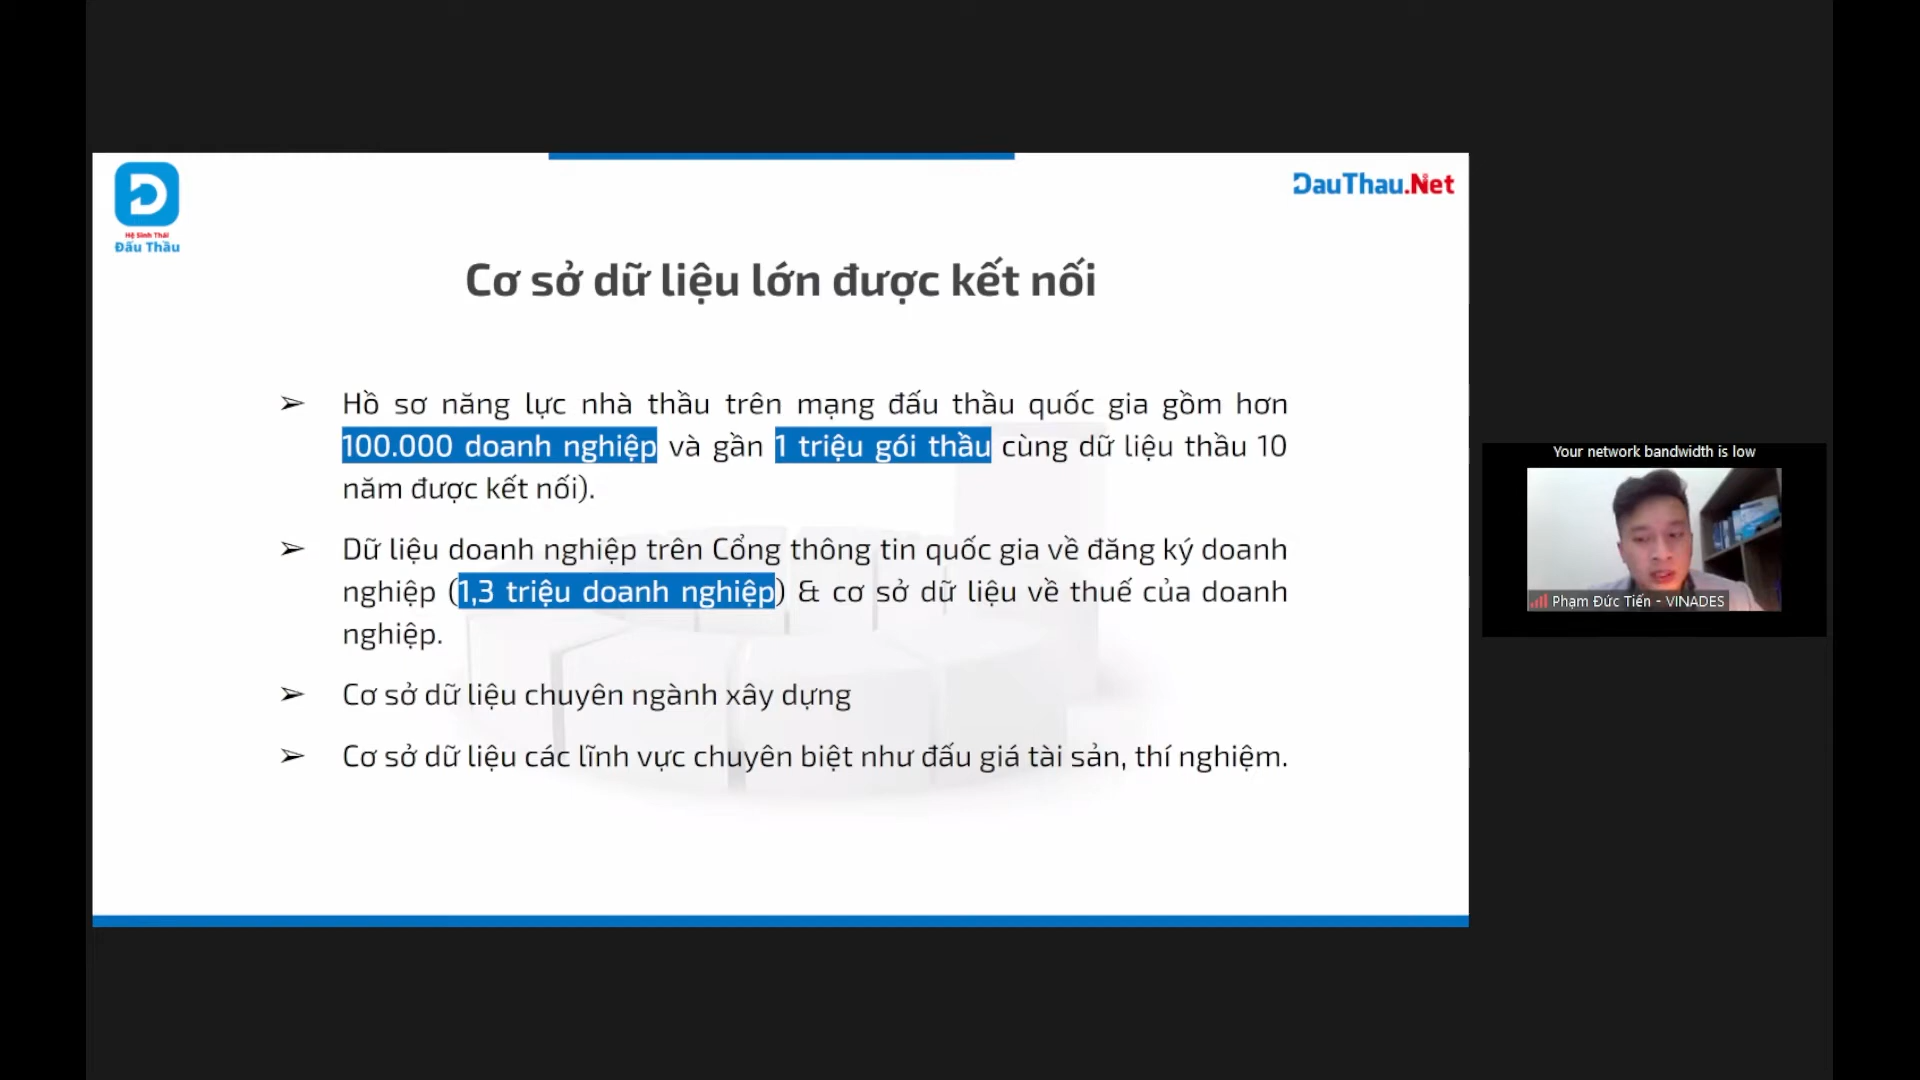 Hệ Sinh Thái
Đấu Thầu
DauThau.Net
Cơ sở dữ liệu lớn được kết nối
➢ Hồ sơ năng lực nhà thầu trên mạng đấu thầu quốc gia gồm hơn
100.000 doanh nghiệp và gần 1 triệu gói thầu cùng dữ liệu thầu 10
năm được kết nối).
➢ Dữ liệu doanh nghiệp trên Cổng thông tin quốc gia về đăng ký doanh
nghiệp (1,3 triệu doanh nghiệp) & cơ sở dữ liệu về thuế của doanh
nghiệp.
➢ Cơ sở dữ liệu chuyên ngành xây dựng
➢ Cơ sở dữ liệu các lĩnh vực chuyên biệt như đấu giá tài sản, thí nghiệm.
Your network bandwidth is low
Phạm Đức Tiến - VINADES